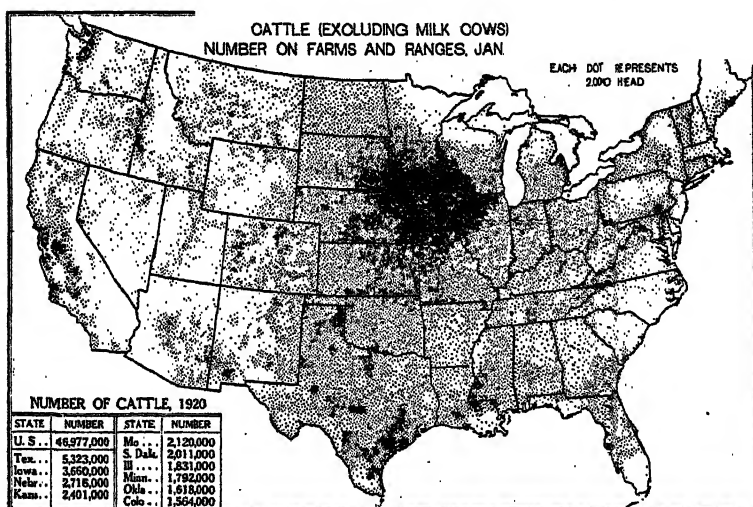 CATTLE (EXCLUDING MILK COWS)
NUMBER ON FARMS AND RANGES, JAN.
EACH DOT REPRESENTS
2,000 HEAD
NUMBER OF CATTLE, 1920
STATE NUMBER STATE NUMBER
U. S.. 46,977,000 Mo... 2,120,000
Tex... 5,323,000 S. Dak. 2,011,000
Iowa.. 3,660,000 Ill.... 1,831,000
Nebr.. 2,716,000 Minn.. 1,792,000
Kans.. 2,401,000 Okla.. 1,618,000
Colo.. 1,564,000